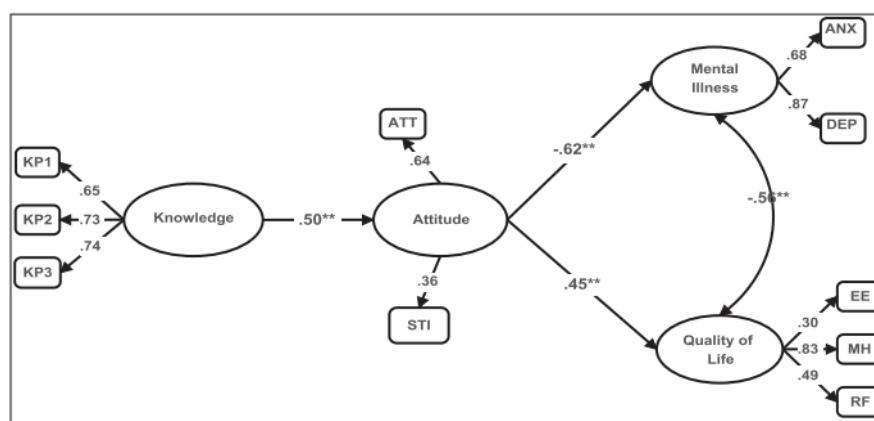 KP1
.65
KP2
.73
KP3
.74
Knowledge
.50**
ATT
.64
Attitude
.36
STI
-.62**
.45**
Mental
Illness
.68
ANX
.87
DEP
-.56**
Quality of
Life
.30
EE
.83
MH
.49
RF